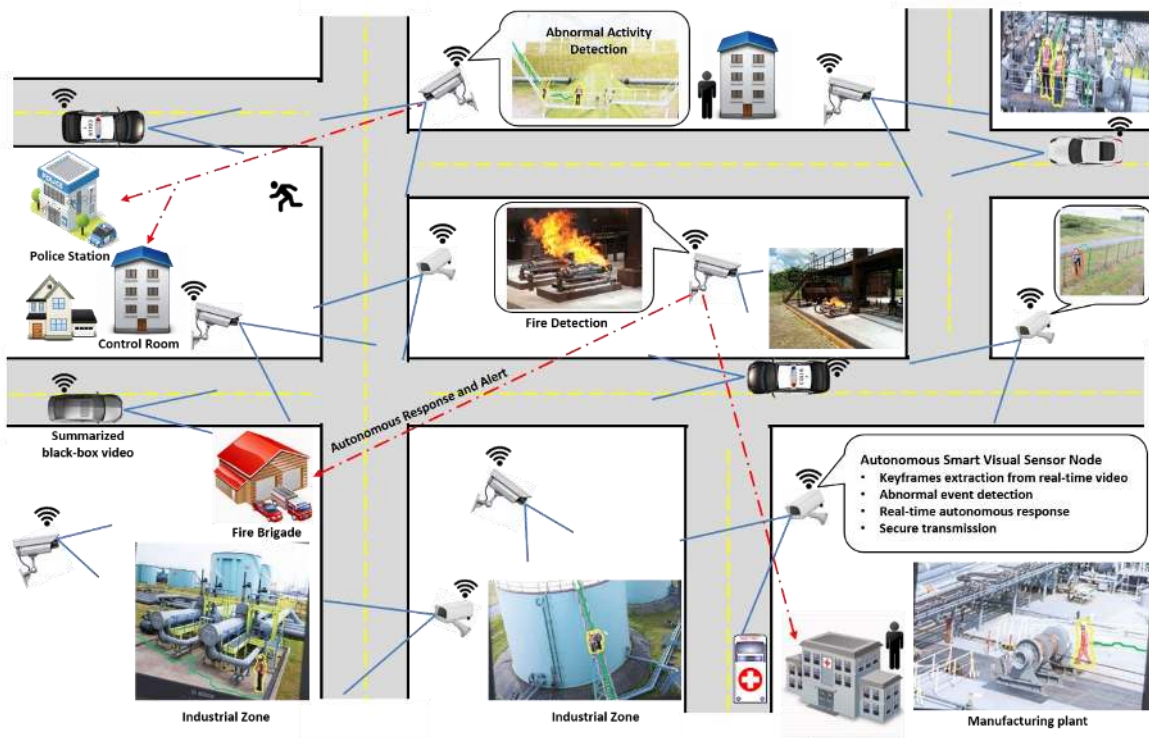 Abnormal Activity
Detection
POLICE
Police Station
Control Room
Fire Detection
Autonomous Response and Alert
Summarized
black-box video
Fire Brigade
Autonomous Smart Visual Sensor Node
• Keyframes extraction from real-time video
• Abnormal event detection
• Real-time autonomous response
• Secure transmission
Industrial Zone
Industrial Zone
Manufacturing plant